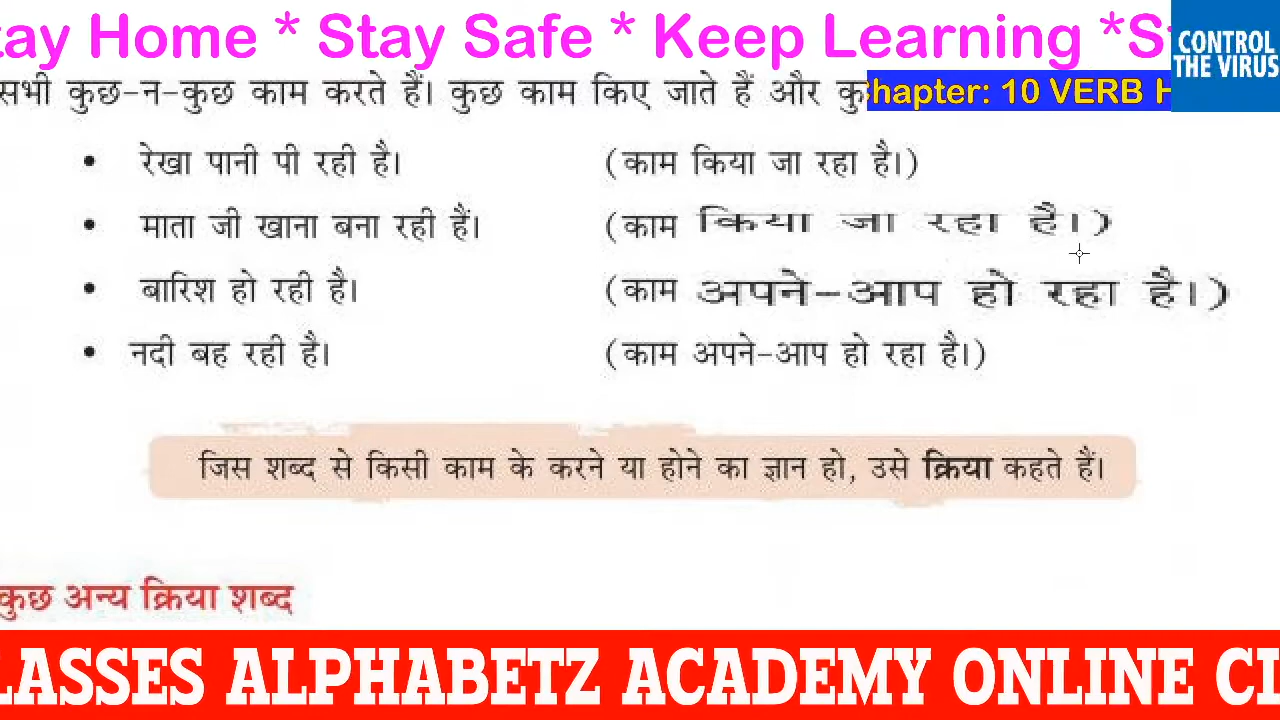 tay Home * Stay Safe * Keep Learning *S
CONTROL
THE VIRUS
सभी कुछ-न-कुछ काम करते हैं। कुछ काम किए जाते हैं और कु
hapter: 10 VERB H
• रेखा पानी पी रही है। (काम किया जा रहा है।)
• माता जी खाना बना रही हैं। (काम किया जा रहा है।)
• बारिश हो रही है। (काम अपने-आप हो रहा है।)
• नदी बह रही है। (काम अपने-आप हो रहा है।)
जिस शब्द से किसी काम के करने या होने का ज्ञान हो, उसे क्रिया कहते हैं।
कुछ अन्य क्रिया शब्द
LASSES ALPHABETZ ACADEMY ONLINE CL